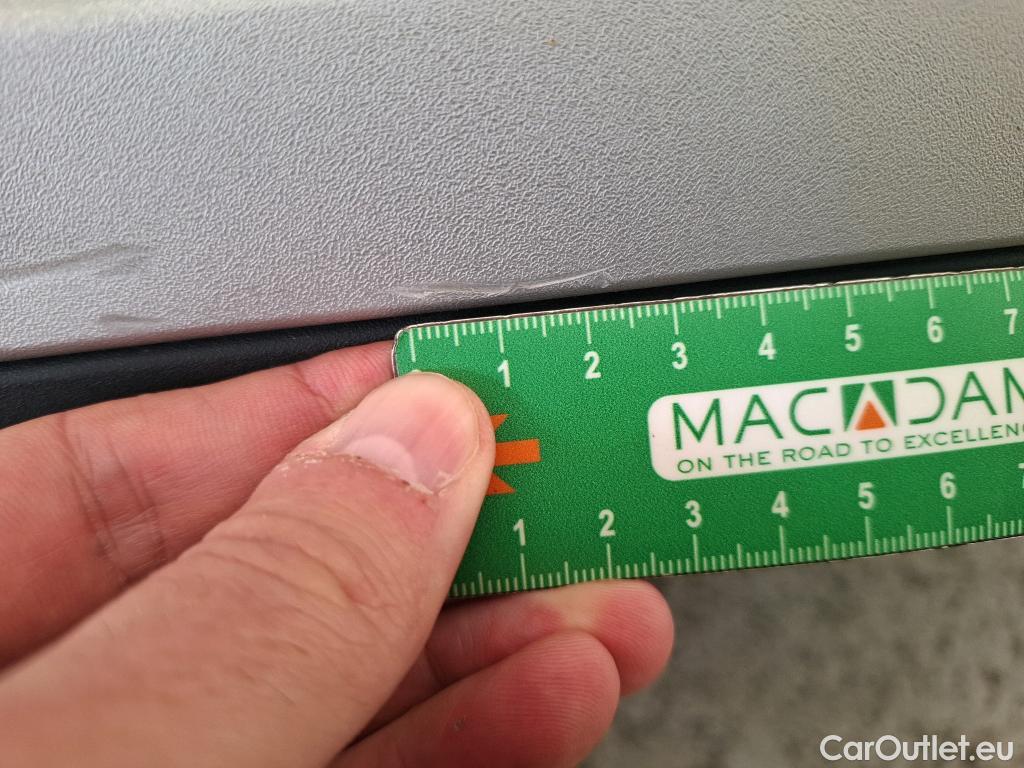 1 2 3 4 5 6 7
MACADAM
ON THE ROAD TO EXCELLENC
1 2 3 4 5 6
CarOutlet.eu